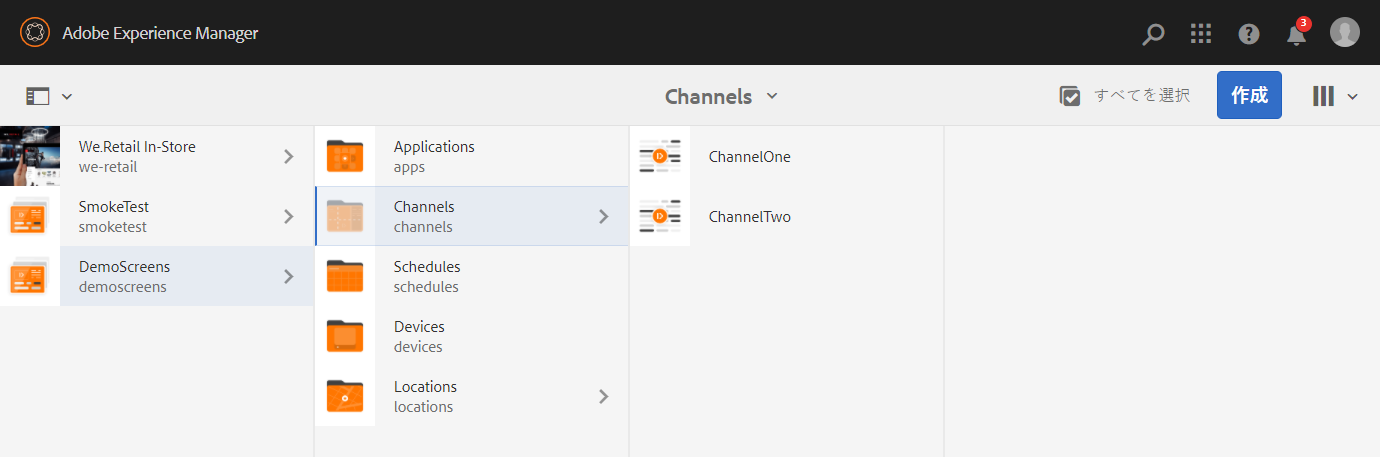 Adobe Experience Manager
3
Channels
すべてを選択
作成
We.Retail In-Store
we-retail
SmokeTest
smoketest
DemoScreens
demoscreens
Applications
apps
Channels
channels
Schedules
schedules
Devices
devices
Locations
locations
ChannelOne
ChannelTwo